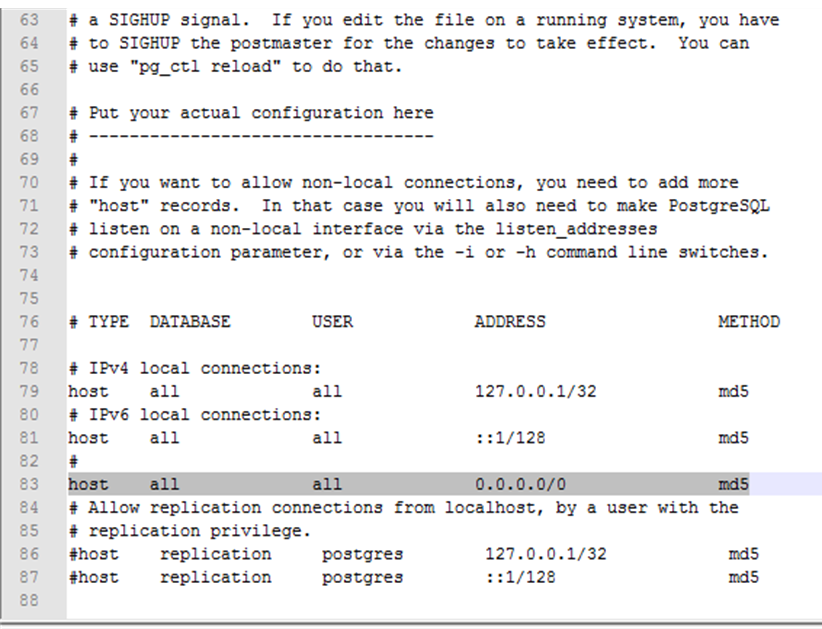 63 # a SIGHUP signal.  If you edit the file on a running system, you have
64 # to SIGHUP the postmaster for the changes to take effect.  You can
65 # use "pg_ctl reload" to do that.
66
67 # Put your actual configuration here
68 # ----------------------------------
69 #
70 # If you want to allow non-local connections, you need to add more
71 # "host" records.  In that case you will also need to make PostgreSQL
72 # listen on a non-local interface via the listen_addresses
73 # configuration parameter, or via the -i or -h command line switches.
74
75
76 # TYPE  DATABASE        USER            ADDRESS                 METHOD
77
78 # IPv4 local connections:
79 host    all             all             127.0.0.1/32            md5
80 # IPv6 local connections:
81 host    all             all             ::1/128                 md5
82 #
83 host    all             all             0.0.0.0/0               md5
84 # Allow replication connections from localhost, by a user with the
85 # replication privilege.
86 #host    replication     postgres        127.0.0.1/32            md5
87 #host    replication     postgres        ::1/128                 md5
88